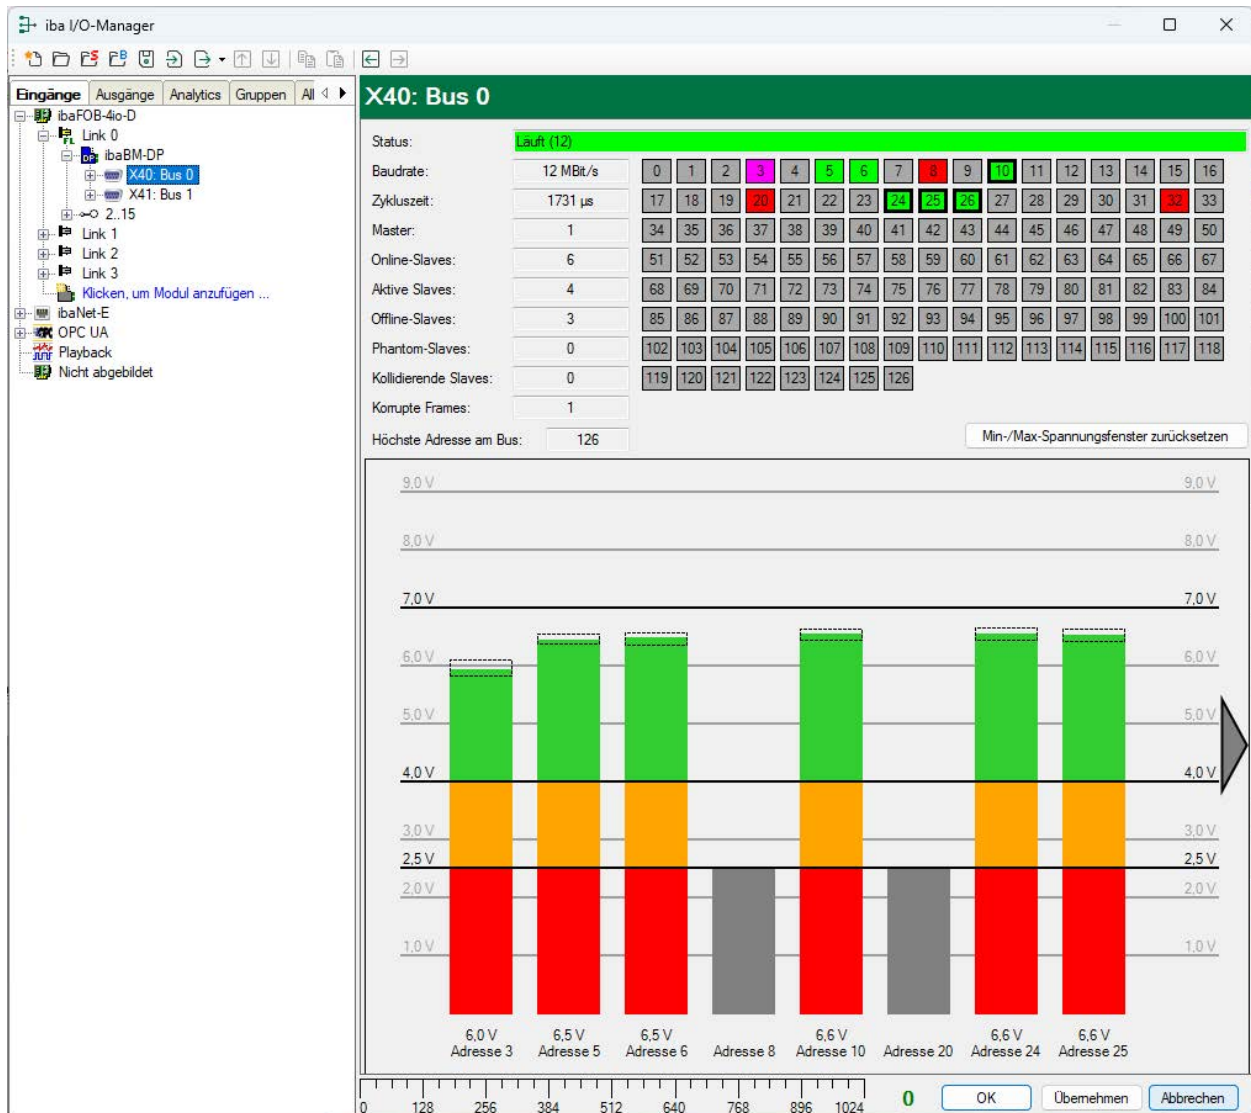 iba I/O-Manager
Eingänge Ausgänge Analytics Gruppen All
ibaFOB-4io-D
Link 0
ibaBM-DP
X40: Bus 0
X41: Bus 1
2..15
Link 1
Link 2
Link 3
Klicken, um Modul anzufügen ...
ibaNet-E
OPC UA
Playback
Nicht abgebildet
X40: Bus 0
Status: Läuft (12)
Baudrate: 12 MBit/s 0 1 2 3 4 5 6 7 8 9 10 11 12 13 14 15 16
Zykluszeit: 1731 µs 17 18 19 20 21 22 23 24 25 26 27 28 29 30 31 32 33
Master: 1 34 35 36 37 38 39 40 41 42 43 44 45 46 47 48 49 50
Online-Slaves: 6 51 52 53 54 55 56 57 58 59 60 61 62 63 64 65 66 67
Aktive Slaves: 4 68 69 70 71 72 73 74 75 76 77 78 79 80 81 82 83 84
Offline-Slaves: 3 85 86 87 88 89 90 91 92 93 94 95 96 97 98 99 100 101
Phantom-Slaves: 0 102 103 104 105 106 107 108 109 110 111 112 113 114 115 116 117 118
Kollidierende Slaves: 0 119 120 121 122 123 124 125 126
Korrupte Frames: 1
Höchste Adresse am Bus: 126 Min-/Max-Spannungsfenster zurücksetzen
9,0 V 9,0 V
8,0 V 8,0 V
7,0 V 7,0 V
6,0 V 6,0 V
5,0 V 5,0 V
4,0 V 4,0 V
3,0 V 3,0 V
2,5 V 2,5 V
2,0 V 2,0 V
1,0 V 1,0 V
6,0 V 6,5 V 6,5 V 6,6 V 6,6 V 6,6 V
Adresse 3 Adresse 5 Adresse 6 Adresse 8 Adresse 10 Adresse 20 Adresse 24 Adresse 25
0 128 256 384 512 640 768 896 1024 0 OK Übernehmen Abbrechen